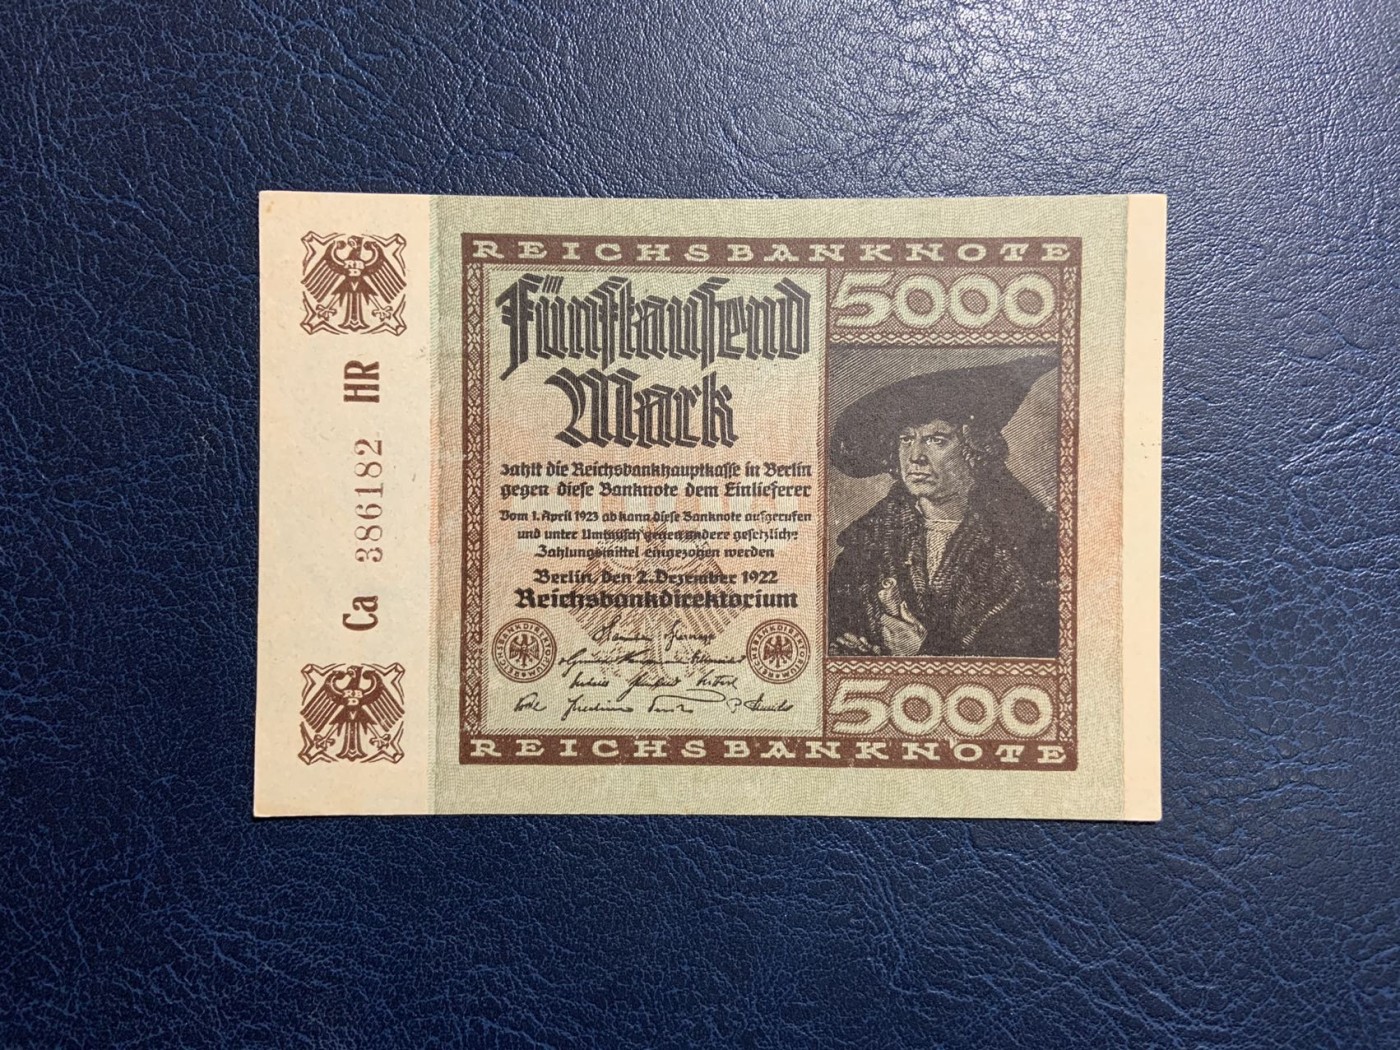 Ca 386182 HR
REICHSBANKNOTE
5000
Fünftausend
Mark
zahlt die Reichsbankhauptkasse in Berlin
gegen diese Banknote dem Einlieferer
Vom 1. April 1923 ab kann diese Banknote aufgerufen
und unter Umtausch gegen andere gesetzliche
Zahlungsmittel eingezogen werden
Berlin, den 2. Dezember 1922
Reichsbankdirektorium
REICHSBANKDIREKTORIUM
REICHSBANKDIREKTORIUM
5000
REICHSBANKNOTE